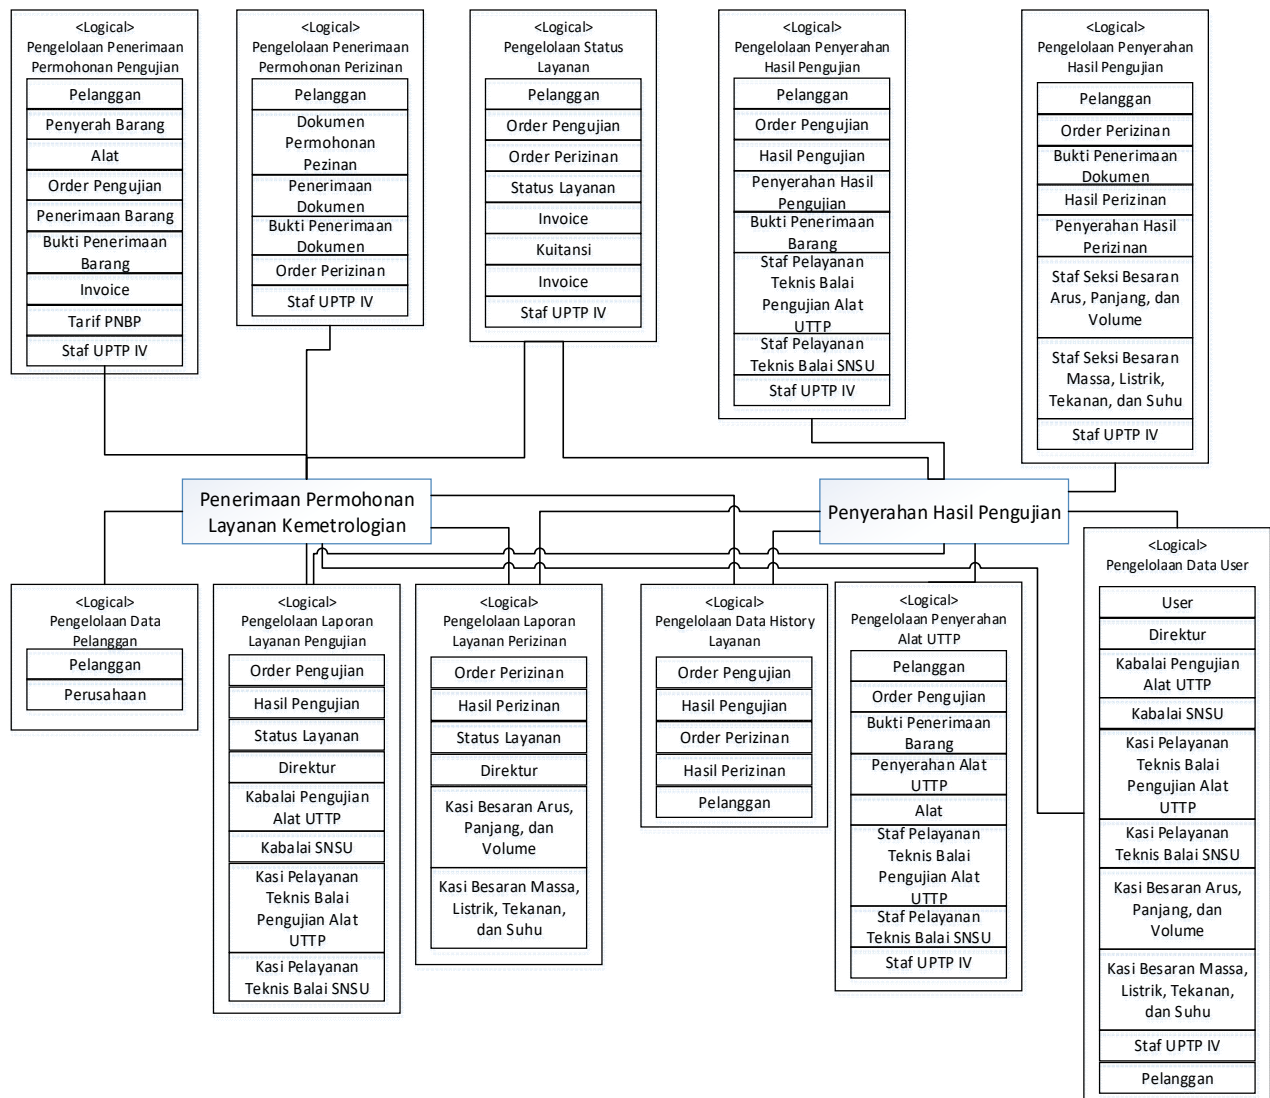 <Logical>
Pengelolaan Penerimaan
Permohonan Pengujian
Pelanggan
Penyerah Barang
Alat
Order Pengujian
Penerimaan Barang
Bukti Penerimaan
Barang
Invoice
Tarif PNBP
Staf UPTP IV
<Logical>
Pengelolaan Penerimaan
Permohonan Perizinan
Pelanggan
Dokumen
Permohonan
Pezinan
Penerimaan
Dokumen
Bukti Penerimaan
Dokumen
Order Perizinan
Staf UPTP IV
<Logical>
Pengelolaan Status
Layanan
Pelanggan
Order Pengujian
Order Perizinan
Status Layanan
Invoice
Kuitansi
Invoice
Staf UPTP IV
<Logical>
Pengelolaan Penyerahan
Hasil Pengujian
Pelanggan
Order Pengujian
Hasil Pengujian
Penyerahan Hasil
Pengujian
Bukti Penerimaan
Barang
Staf Pelayanan
Teknis Balai
Pengujian Alat
UTTP
Staf Pelayanan
Teknis Balai SNSU
Staf UPTP IV
<Logical>
Pengelolaan Penyerahan
Hasil Pengujian
Pelanggan
Order Perizinan
Bukti Penerimaan
Dokumen
Hasil Perizinan
Penyerahan Hasil
Perizinan
Staf Seksi Besaran
Arus, Panjang, dan
Volume
Staf Seksi Besaran
Massa, Listrik,
Tekanan, dan Suhu
Staf UPTP IV
Penerimaan Permohonan
Layanan Kemetrologian
Penyerahan Hasil Pengujian
<Logical>
Pengelolaan Data
Pelanggan
Pelanggan
Perusahaan
<Logical>
Pengelolaan Laporan
Layanan Pengujian
Order Pengujian
Hasil Pengujian
Status Layanan
Direktur
Kabalai Pengujian
Alat UTTP
Kabalai SNSU
Kasi Pelayanan
Teknis Balai
Pengujian Alat
UTTP
Kasi Pelayanan
Teknis Balai SNSU
<Logical>
Pengelolaan Laporan
Layanan Perizinan
Order Perizinan
Hasil Perizinan
Status Layanan
Direktur
Kasi Besaran Arus,
Panjang, dan
Volume
Kasi Besaran Massa,
Listrik, Tekanan,
dan Suhu
<Logical>
Pengelolaan Data History
Layanan
Order Pengujian
Hasil Pengujian
Order Perizinan
Hasil Perizinan
Pelanggan
<Logical>
Pengelolaan Penyerahan
Alat UTTP
Pelanggan
Order Pengujian
Bukti Penerimaan
Barang
Penyerahan Alat
UTTP
Alat
Staf Pelayanan
Teknis Balai
Pengujian Alat
UTTP
Staf Pelayanan
Teknis Balai SNSU
Staf UPTP IV
<Logical>
Pengelolaan Data User
User
Direktur
Kabalai Pengujian
Alat UTTP
Kabalai SNSU
Kasi Pelayanan
Teknis Balai
Pengujian Alat
UTTP
Kasi Pelayanan
Teknis Balai SNSU
Kasi Besaran Arus,
Panjang, dan
Volume
Kasi Besaran Massa,
Listrik, Tekanan,
dan Suhu
Staf UPTP IV
Pelanggan